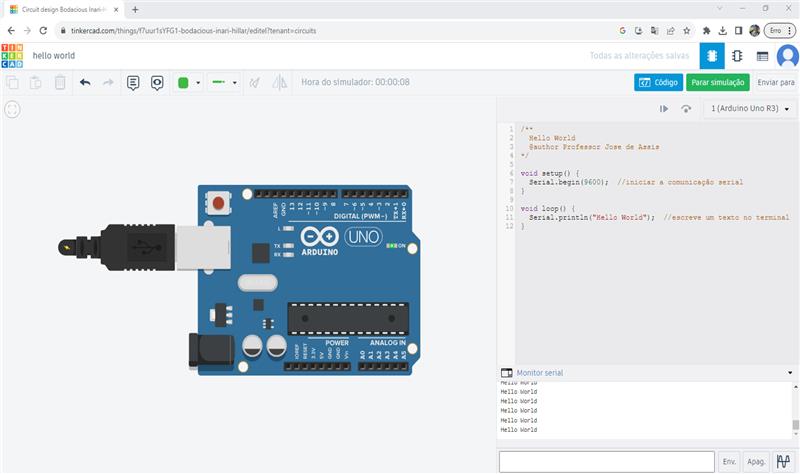 Circuit design Bodacious Inari-H
tinkercad.com/things/f7uur1sYFG1-bodacious-inari-hillar/editel?tenant=circuits
Erro
TIN
KER
CAD
hello world
Todas as alterações salvas
Hora do simulador: 00:00:08
Código
Parar simulação
Enviar para
1 (Arduino Uno R3)
1 /**
2 Hello World
3 @author Professor Jose de Assis
4 */
5
6 void setup() {
7 Serial.begin(9600); //iniciar a comunicação serial
8 }
9
10 void loop() {
11 Serial.println("Hello World"); //escreve um texto no terminal
12 }
AREF
GND
13
12
~11
~10
~9
8
7
~6
~5
4
~3
2
TX→1
RX←0
DIGITAL (PWM~)
L
TX
RX
ARDUINO
UNO
ON
POWER
ANALOG IN
IOREF
RESET
3.3V
5V
GND
GND
Vin
A0
A1
A2
A3
A4
A5
Monitor serial
Hello World
Hello World
Hello World
Hello World
Hello World
Hello World
Env.
Apag.